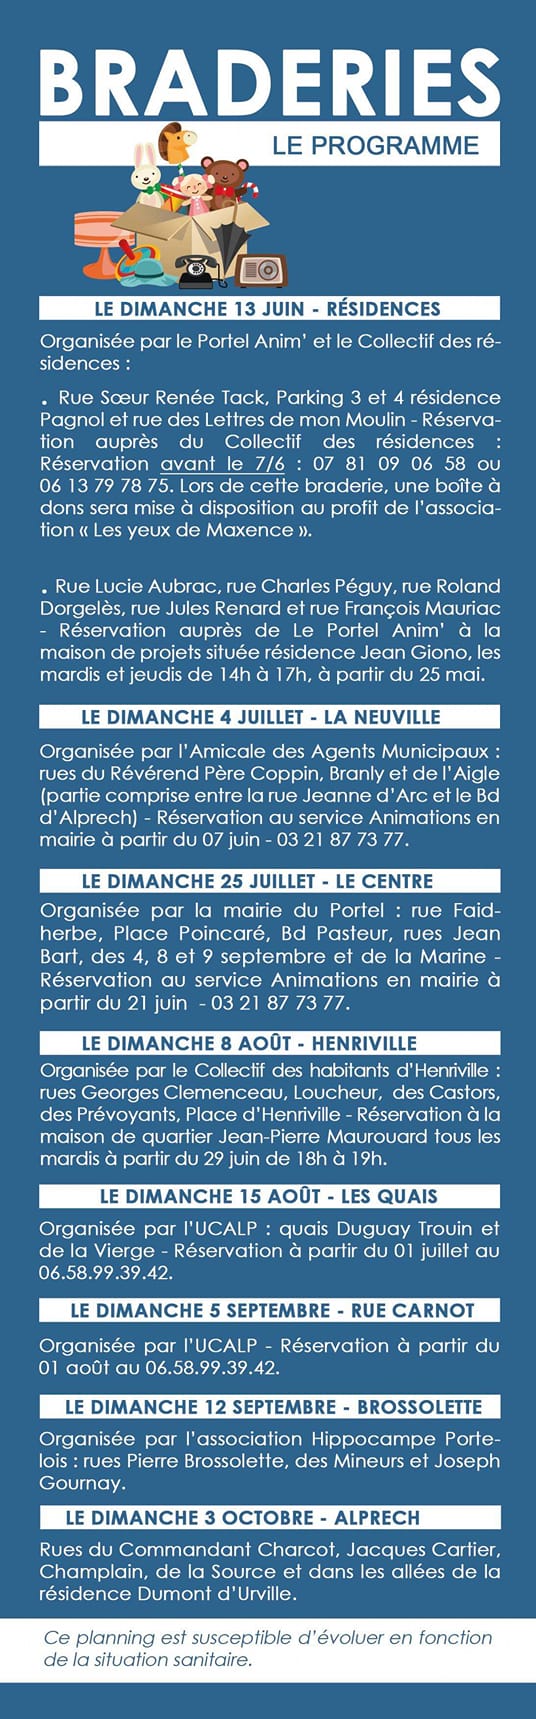 BRADERIES
LE PROGRAMME
LE DIMANCHE 13 JUIN - RÉSIDENCES
Organisée par le Portel Anim' et le Collectif des ré-
sidences :
. Rue Sœur Renée Tack, Parking 3 et 4 résidence
Pagnol et rue des Lettres de mon Moulin - Réserva-
tion auprès du Collectif des résidences :
Réservation avant le 7/6 : 07 81 09 06 58 ou
06 13 79 78 75. Lors de cette braderie, une boîte à
dons sera mise à disposition au profit de l'associa-
tion « Les yeux de Maxence ».
. Rue Lucie Aubrac, rue Charles Péguy, rue Roland
Dorgelès, rue Jules Renard et rue François Mauriac
- Réservation auprès de Le Portel Anim' à la
maison de projets située résidence Jean Giono, les
mardis et jeudis de 14h à 17h, à partir du 25 mai.
LE DIMANCHE 4 JUILLET - LA NEUVILLE
Organisée par l'Amicale des Agents Municipaux :
rues du Révérend Père Coppin, Branly et de l'Aigle
(partie comprise entre la rue Jeanne d'Arc et le Bd
d'Alprech) - Réservation au service Animations en
mairie à partir du 07 juin - 03 21 87 73 77.
LE DIMANCHE 25 JUILLET - LE CENTRE
Organisée par la mairie du Portel : rue Faid-
herbe, Place Poincaré, Bd Pasteur, rues Jean
Bart, des 4, 8 et 9 septembre et de la Marine -
Réservation au service Animations en mairie à
partir du 21 juin - 03 21 87 73 77.
LE DIMANCHE 8 AOÛT - HENRIVILLE
Organisée par le Collectif des habitants d'Henriville :
rues Georges Clemenceau, Loucheur, des Castors,
des Prévoyants, Place d'Henriville - Réservation à la
maison de quartier Jean-Pierre Maurouard tous les
mardis à partir du 29 juin de 18h à 19h.
LE DIMANCHE 15 AOÛT - LES QUAIS
Organisée par l'UCALP : quais Duguay Trouin et
de la Vierge - Réservation à partir du 01 juillet au
06.58.99.39.42.
LE DIMANCHE 5 SEPTEMBRE - RUE CARNOT
Organisée par l'UCALP - Réservation à partir du
01 août au 06.58.99.39.42.
LE DIMANCHE 12 SEPTEMBRE - BROSSOLETTE
Organisée par l'association Hippocampe Porte-
lois : rues Pierre Brossolette, des Mineurs et Joseph
Gournay.
LE DIMANCHE 3 OCTOBRE - ALPRECH
Rues du Commandant Charcot, Jacques Cartier,
Champlain, de la Source et dans les allées de la
résidence Dumont d'Urville.
Ce planning est susceptible d'évoluer en fonction
de la situation sanitaire.